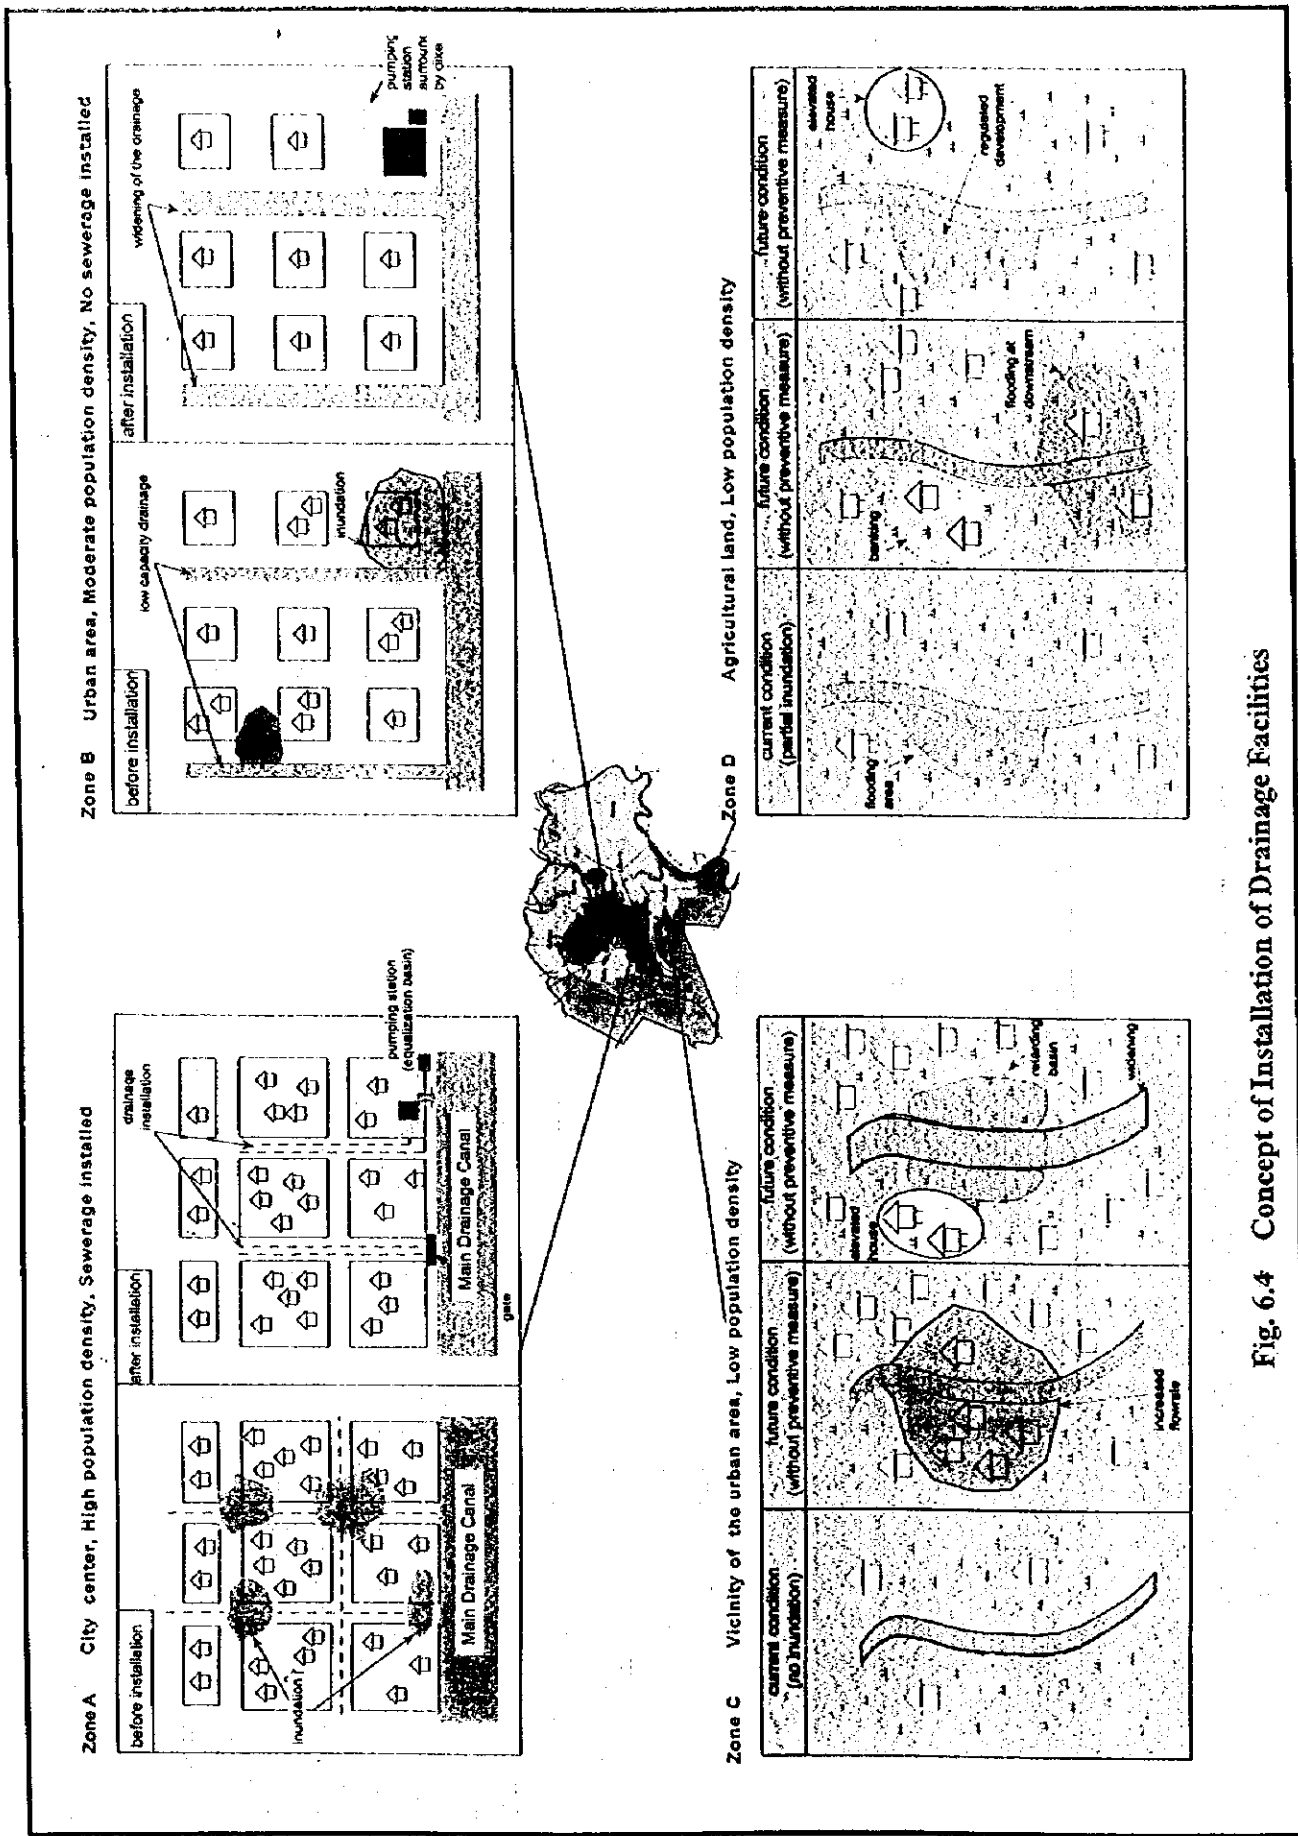 Zone A City center, High population density, Sewerage installed
before installation
inundation
Main Drainage Canal
after installation
drainage
installation
pumping station
(equalization basin)
Main Drainage Canal
gate
Zone B Urban area, Moderate population density, No sewerage installed
before installation
low capacity drainage
inundation
after installation
widening of the drainage
pumping
station
surround
by dike
Zone C Vicinity of the urban area, Low population density
current condition
(no inundation)
future condition
(without preventive measure)
increased
flowrate
future condition
(without preventive measure)
elevated
house
retarding
basin
widening
Zone D Agricultural land, Low population density
current condition
(partial inundation)
flooding
area
future condition
(without preventive measure)
banking
flooding at
downstream
future condition
(without preventive measure)
elevated
house
regulated
development
Fig. 6.4 Concept of Installation of Drainage Facilities